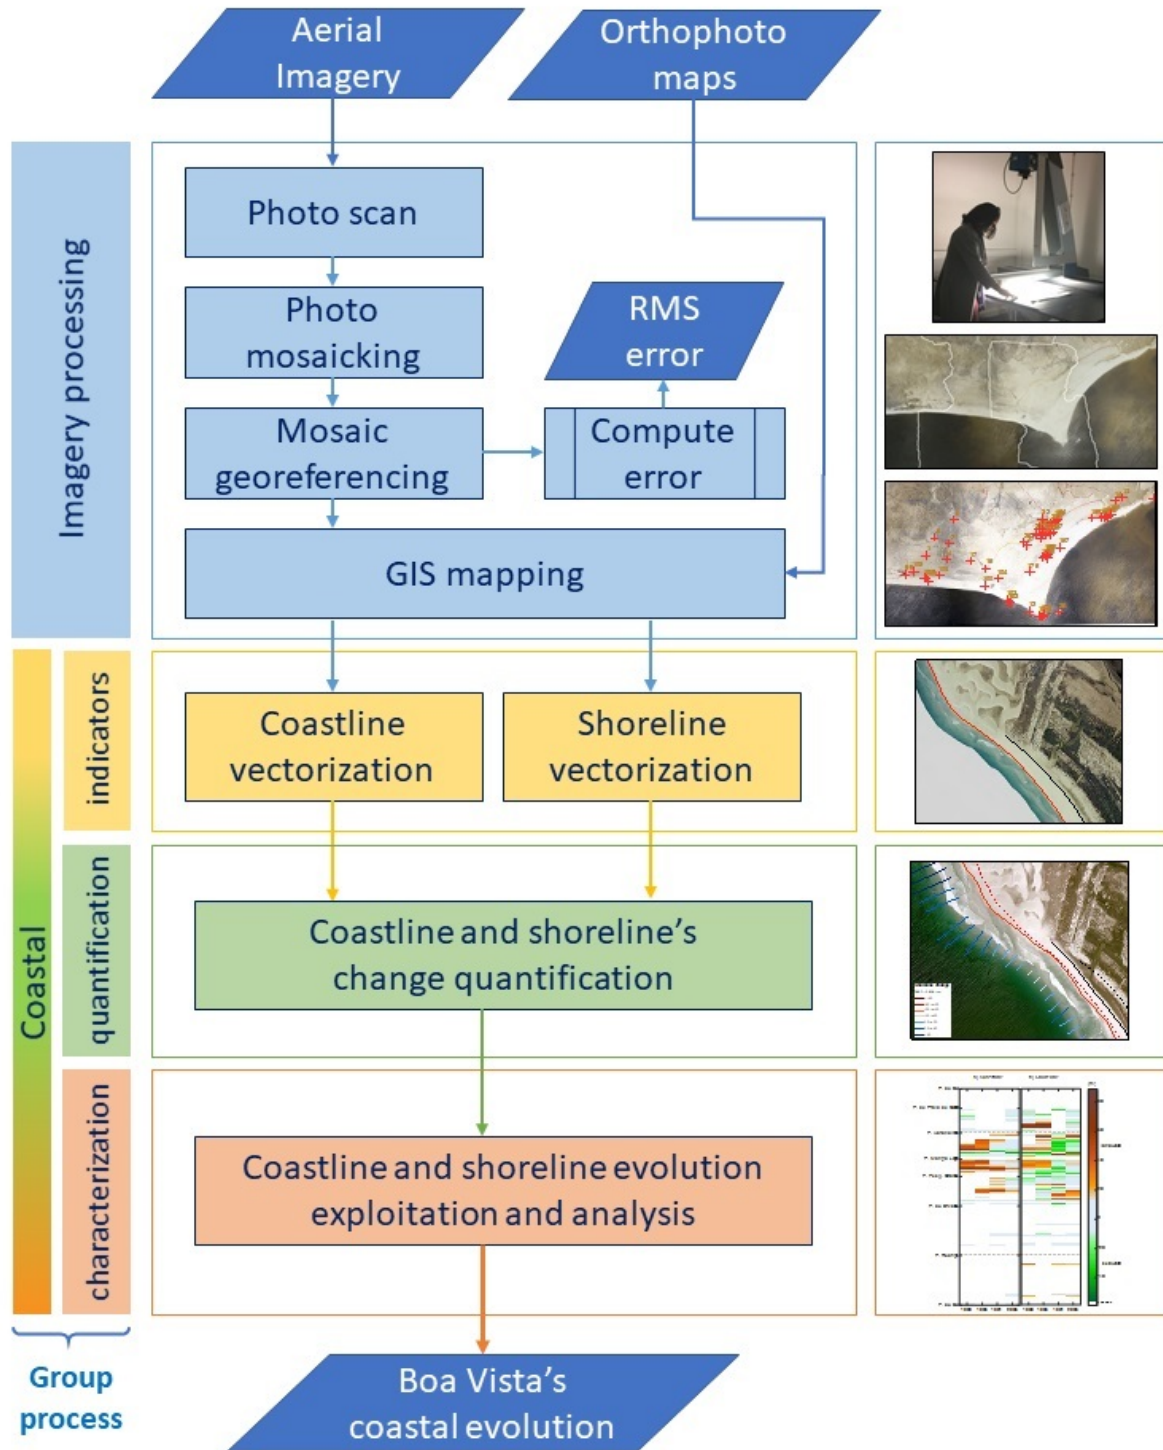 Aerial
Imagery
Orthophoto
maps
Imagery processing
Photo scan
Photo
mosaicking
RMS
error
Mosaic
georeferencing
Compute
error
GIS mapping
Coastal
indicators
Coastline
vectorization
Shoreline
vectorization
quantification
Coastline and shoreline's
change quantification
characterization
Coastline and shoreline evolution
exploitation and analysis
Group
process
Boa Vista's
coastal evolution